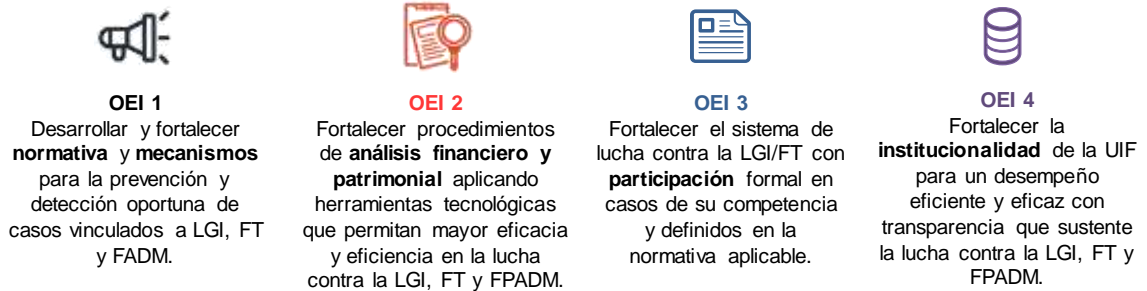 OEI 1
Desarrollar y fortalecer
normativa y mecanismos
para la prevención y
detección oportuna de
casos vinculados a LGI, FT
y FADM.
OEI 2
Fortalecer procedimientos
de análisis financiero y
patrimonial aplicando
herramientas tecnológicas
que permitan mayor eficacia
y eficiencia en la lucha
contra la LGI, FT y FPADM.
OEI 3
Fortalecer el sistema de
lucha contra la LGI/FT con
participación formal en
casos de su competencia
y definidos en la
normativa aplicable.
OEI 4
Fortalecer la
institucionalidad de la UIF
para un desempeño
eficiente y eficaz con
transparencia que sustente
la lucha contra la LGI, FT y
FPADM.